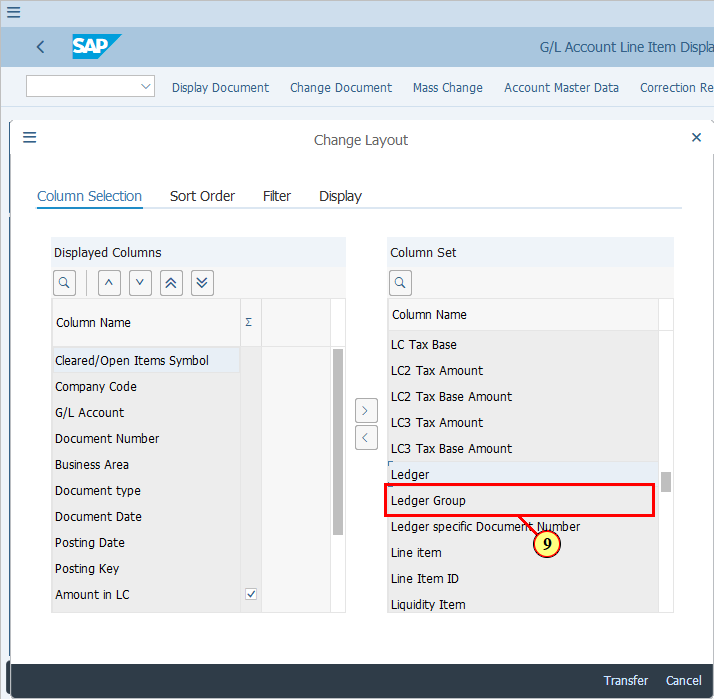 SAP
G/L Account Line Item Displa
Display Document Change Document Mass Change Account Master Data Correction Re
Change Layout
Column Selection Sort Order Filter Display
Displayed Columns
Column Name Σ
Cleared/Open Items Symbol
Company Code
G/L Account
Document Number
Business Area
Document type
Document Date
Posting Date
Posting Key
Amount in LC
Column Set
Column Name
LC Tax Base
LC2 Tax Amount
LC2 Tax Base Amount
LC3 Tax Amount
LC3 Tax Base Amount
Ledger
Ledger Group
Ledger specific Document Number
9
Line item
Line Item ID
Liquidity Item
Transfer Cancel